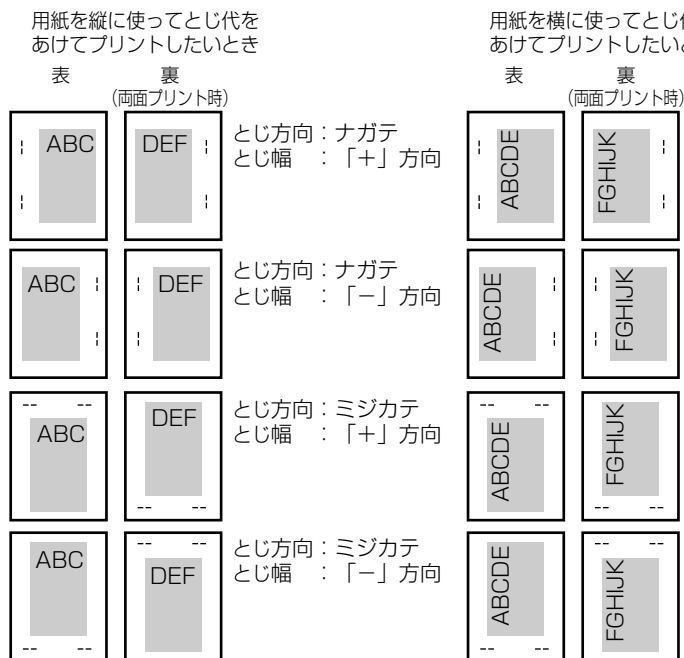 用紙を縦に使ってとじ代を
あけてプリントしたいとき
表 裏
(両面プリント時)
ABC DEF
とじ方向：ナガテ
とじ幅 ：「＋」方向
ABC DEF
とじ方向：ナガテ
とじ幅 ：「－」方向
ABC DEF
とじ方向：ミジカテ
とじ幅 ：「＋」方向
ABC DEF
とじ方向：ミジカテ
とじ幅 ：「－」方向
用紙を横に使ってとじ
あけてプリントしたい
表 裏
(両面プリント時)
ABCDE FGHIJK
ABCDE FGHIJK
ABCDE FGHIJK
ABCDE FGHIJK